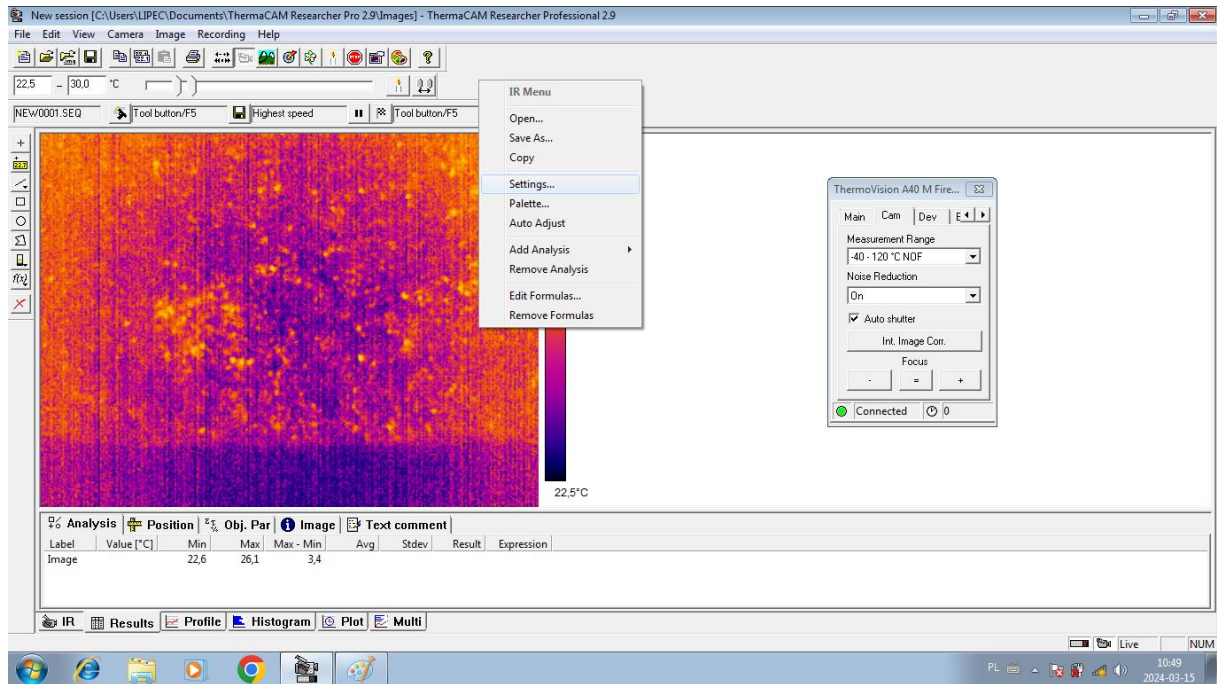 New session [C:\Users\LIPEC\Documents\ThermaCAM Researcher Pro 2.9\Images] - ThermaCAM Researcher Professional 2.9
File Edit View Camera Image Recording Help
22,5 - 30,0 °C
NEW0001.SEQ Tool button/F5 Highest speed Tool button/F5
IR Menu
Open...
Save As...
Copy
Settings...
Palette...
Auto Adjust
Add Analysis
Remove Analysis
Edit Formulas...
Remove Formulas
22,5°C
ThermoVision A40 M Fire...
Main Cam Dev
Measurement Range
-40 - 120 °C NOF
Noise Reduction
On
Auto shutter
Int. Image Corr.
Focus
- = +
Connected 0
Analysis Position Obj. Par Image Text comment
Label Value [°C] Min Max Max - Min Avg Stdev Result Expression
Image 22,6 26,1 3,4
IR Results Profile Histogram Plot Multi
Live NUM
PL 10:49
2024-03-15